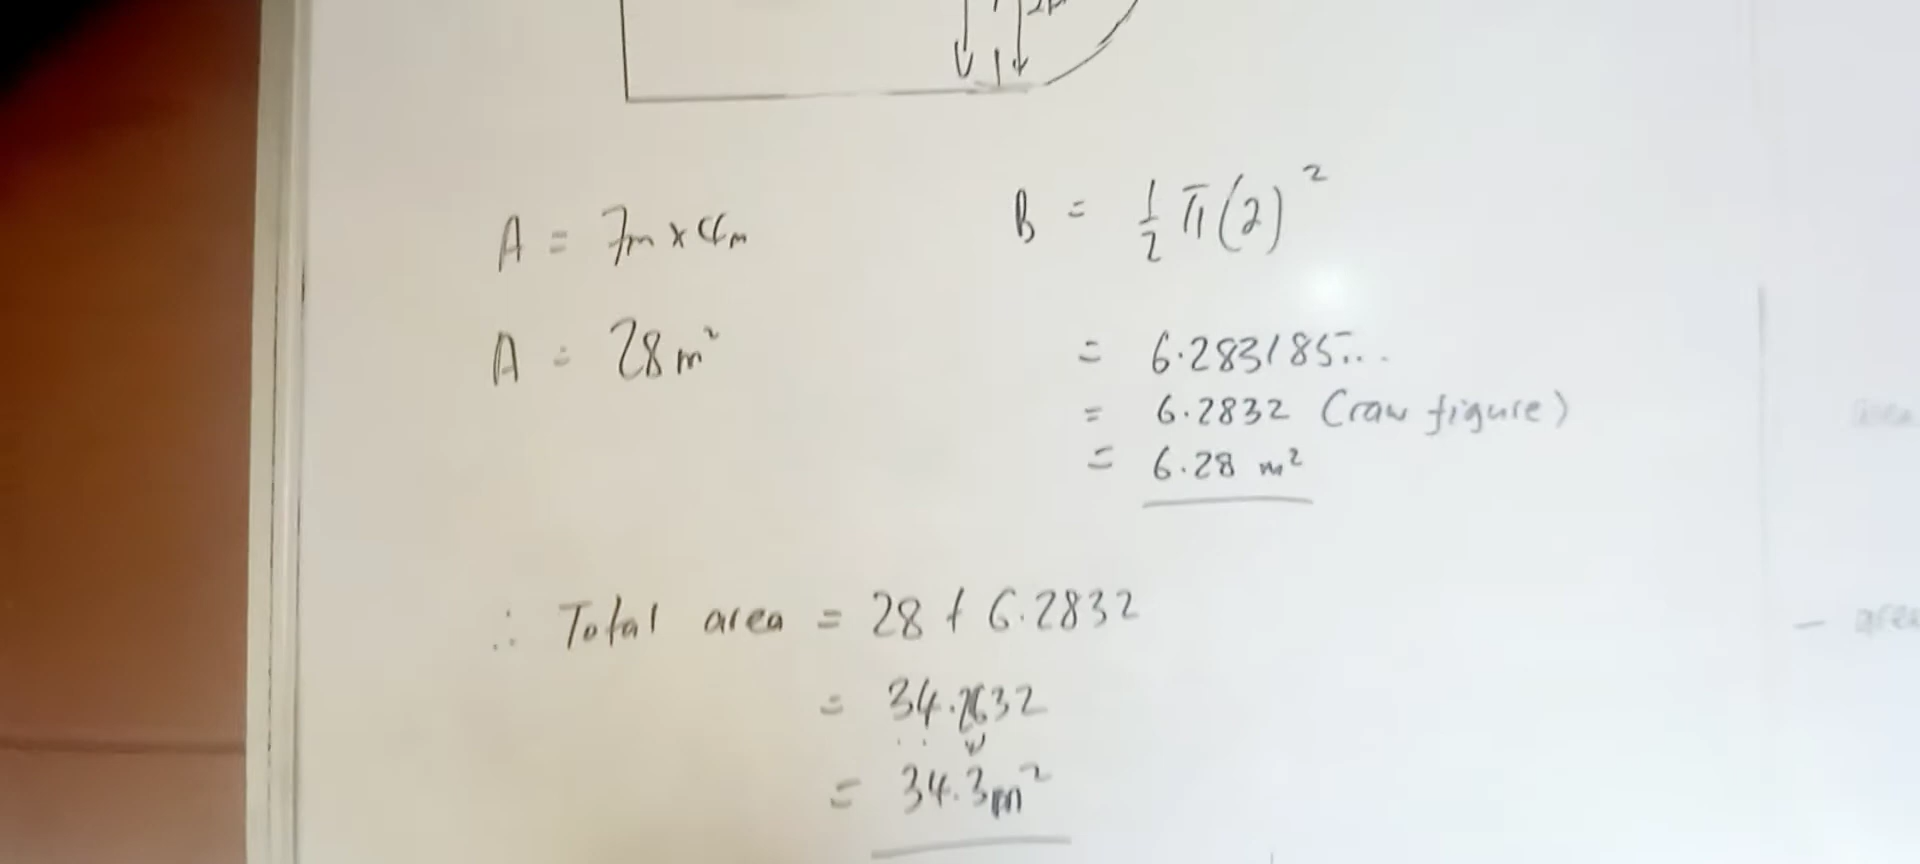 A = 7m x 4m
A = 28m²
B = ½ π(2)²
= 6.283185...
= 6.2832 (raw figure)
= 6.28 m²
∴ Total area = 28 + 6.2832
= 34.2832
= 34.3m²
area